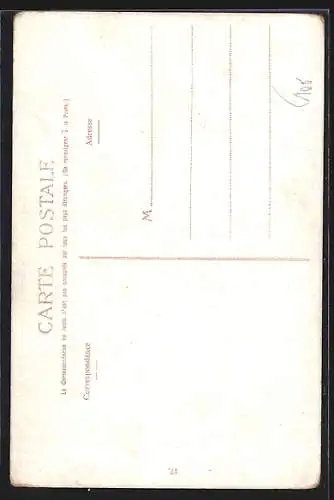 CARTE POSTALE
La Correspondance au recto n'est pas acceptée par tous les pays étrangers. (Se renseigner à la Poste.)
Correspondance
Adresse
M
17.